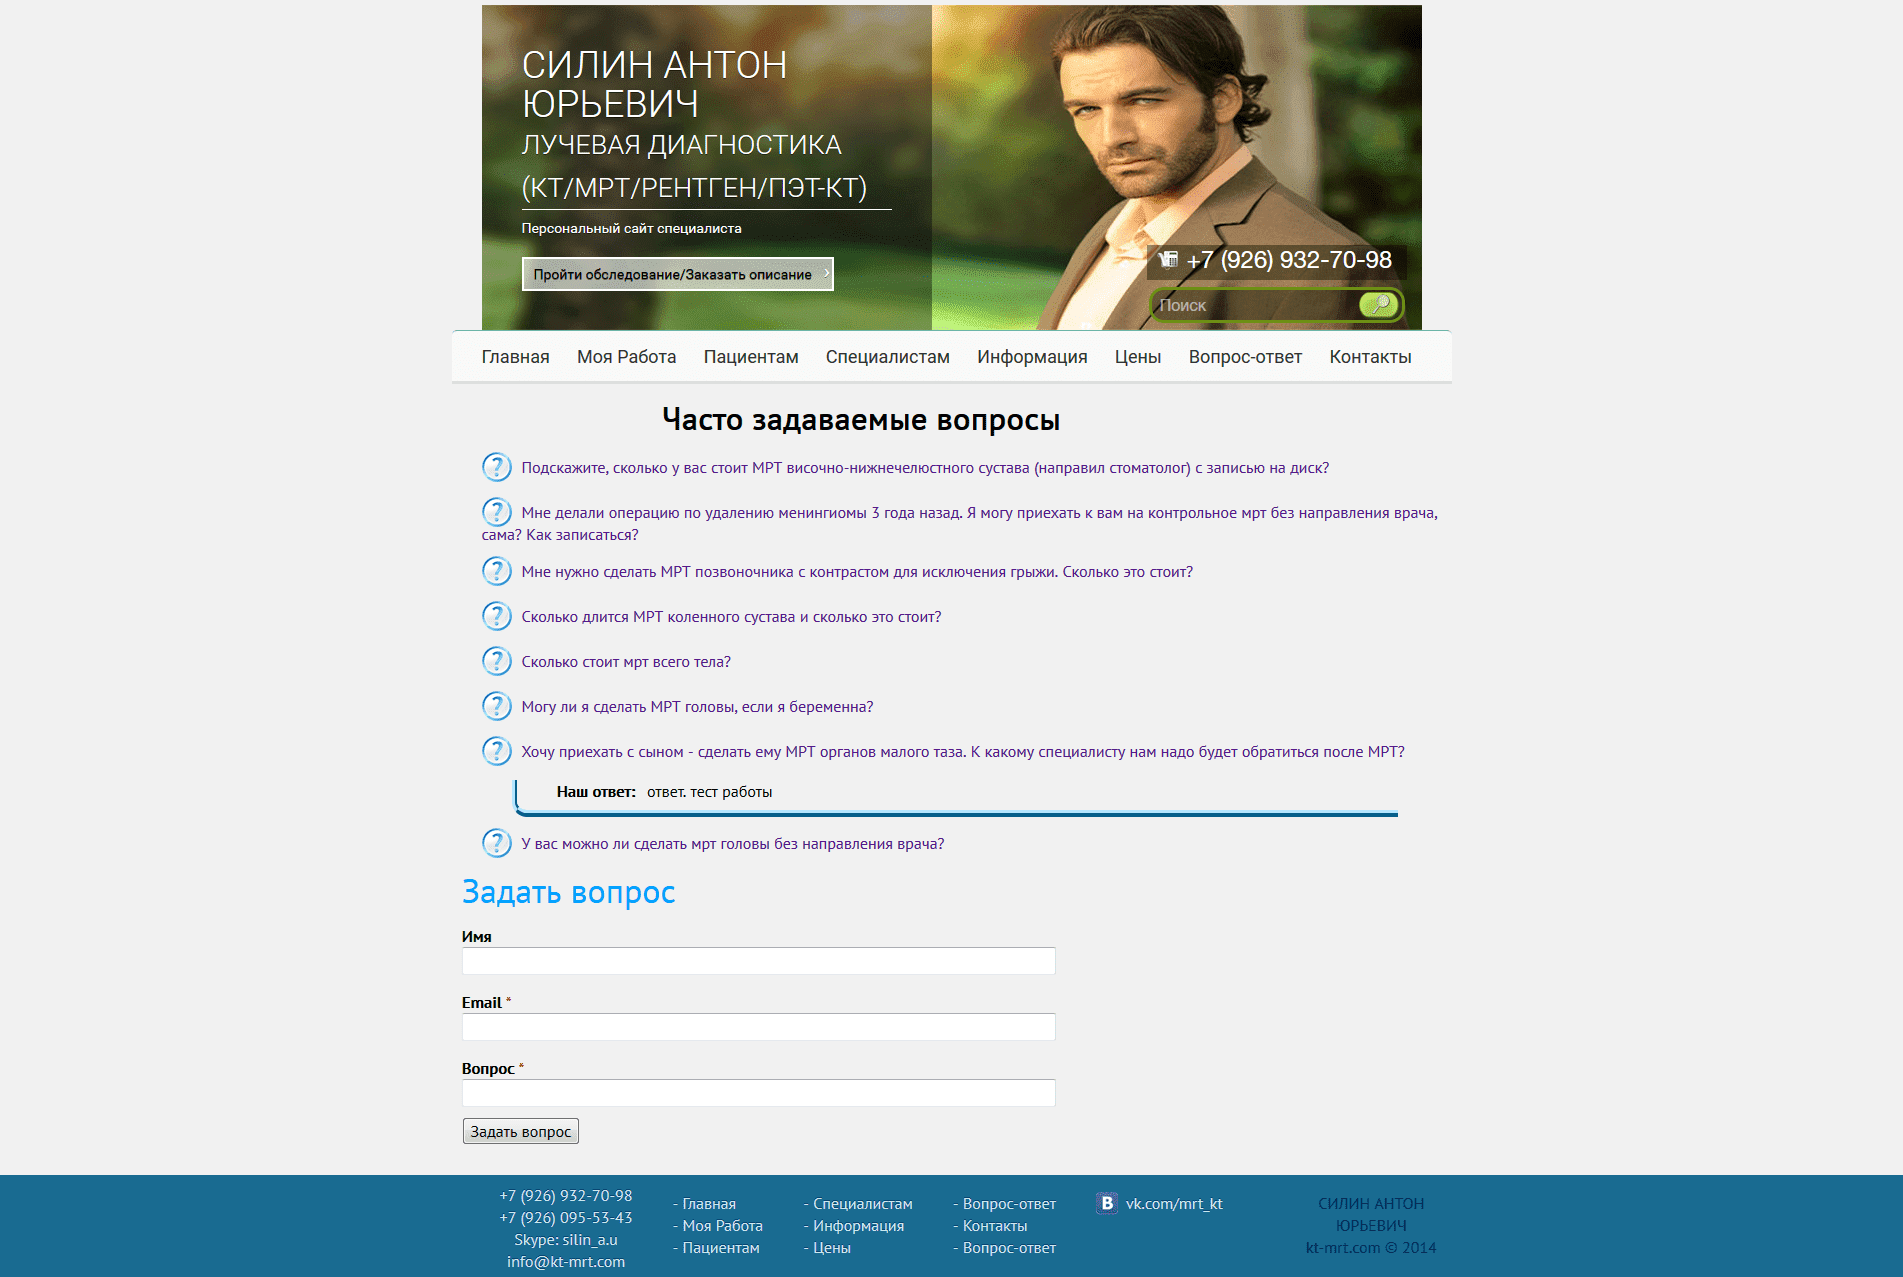 СИЛИН АНТОН
ЮРЬЕВИЧ
ЛУЧЕВАЯ ДИАГНОСТИКА
(КТ/МРТ/РЕНТГЕН/ПЭТ-КТ)
Персональный сайт специалиста
Пройти обследование/Заказать описание ›
+7 (926) 932-70-98
Поиск
Главная Моя Работа Пациентам Специалистам Информация Цены Вопрос-ответ Контакты
Часто задаваемые вопросы
? Подскажите, сколько у вас стоит МРТ височно-нижнечелюстного сустава (направил стоматолог) с записью на диск?
? Мне делали операцию по удалению менингиомы 3 года назад. Я могу приехать к вам на контрольное мрт без направления врача,
сама? Как записаться?
? Мне нужно сделать МРТ позвоночника с контрастом для исключения грыжи. Сколько это стоит?
? Сколько длится МРТ коленного сустава и сколько это стоит?
? Сколько стоит мрт всего тела?
? Могу ли я сделать МРТ головы, если я беременна?
? Хочу приехать с сыном - сделать ему МРТ органов малого таза. К какому специалисту нам надо будет обратиться после МРТ?
Наш ответ: ответ. тест работы
? У вас можно ли сделать мрт головы без направления врача?
Задать вопрос
Имя
Email *
Вопрос *
Задать вопрос
+7 (926) 932-70-98
+7 (926) 095-53-43
Skype: silin_a.u
info@kt-mrt.com
- Главная
- Моя Работа
- Пациентам
- Специалистам
- Информация
- Цены
- Вопрос-ответ
- Контакты
- Вопрос-ответ
В vk.com/mrt_kt
СИЛИН АНТОН
ЮРЬЕВИЧ
kt-mrt.com © 2014